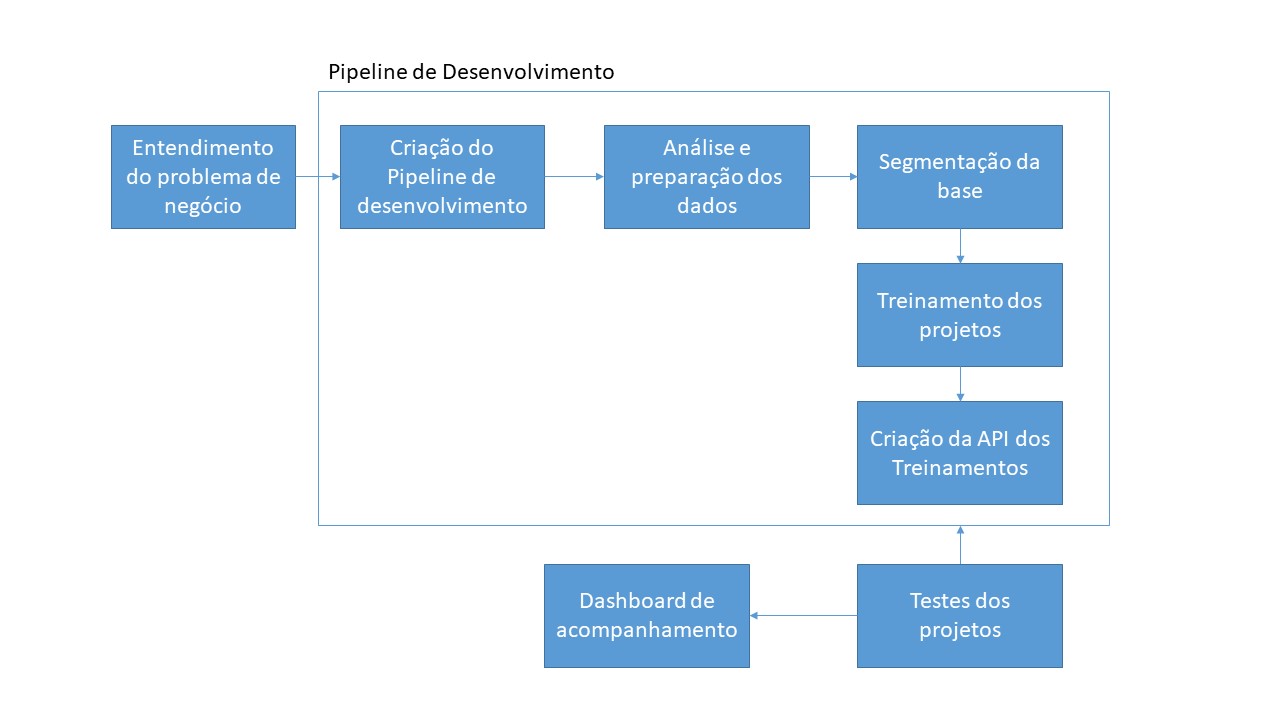 Pipeline de Desenvolvimento
Entendimento
do problema de
negócio
Criação do
Pipeline de
desenvolvimento
Análise e
preparação dos
dados
Segmentação da
base
Treinamento dos
projetos
Criação da API dos
Treinamentos
Dashboard de
acompanhamento
Testes dos
projetos